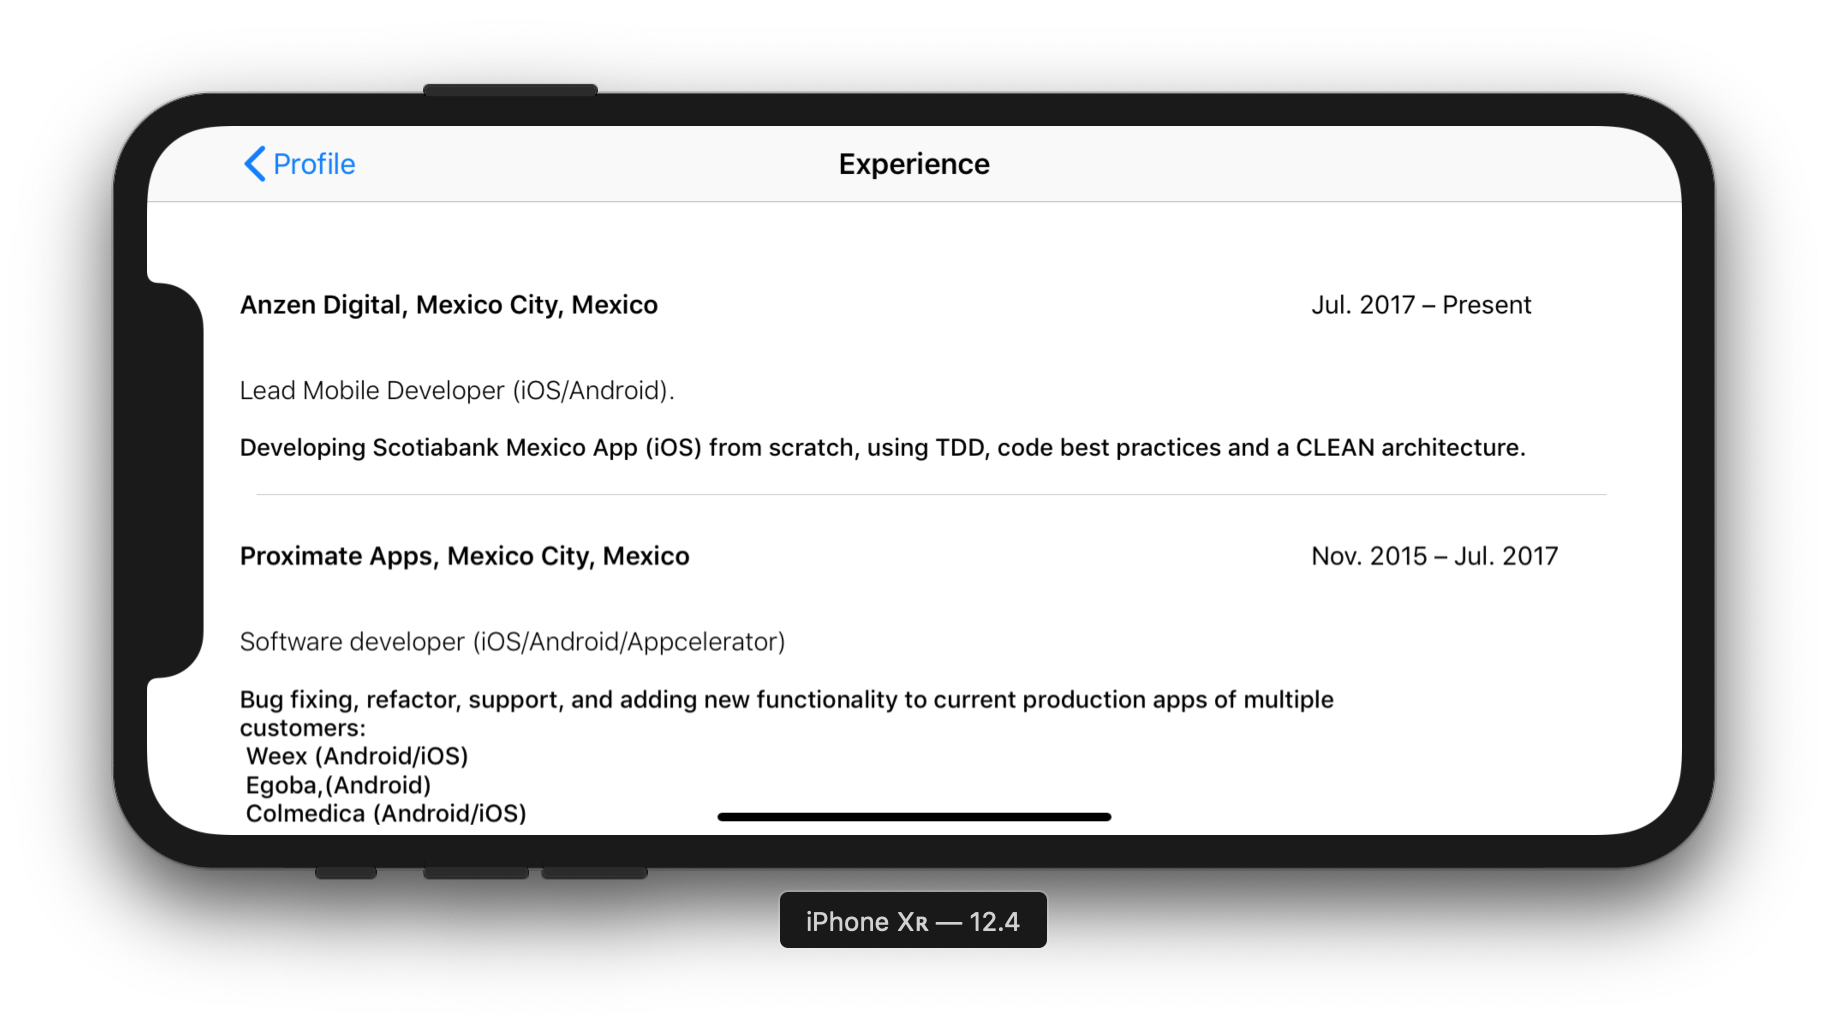 Profile
Experience
Anzen Digital, Mexico City, Mexico
Jul. 2017 – Present
Lead Mobile Developer (iOS/Android).
Developing Scotiabank Mexico App (iOS) from scratch, using TDD, code best practices and a CLEAN architecture.
Proximate Apps, Mexico City, Mexico
Nov. 2015 – Jul. 2017
Software developer (iOS/Android/Appcelerator)
Bug fixing, refactor, support, and adding new functionality to current production apps of multiple
customers:
Weex (Android/iOS)
Egoba,(Android)
Colmedica (Android/iOS)
iPhone Xʀ — 12.4